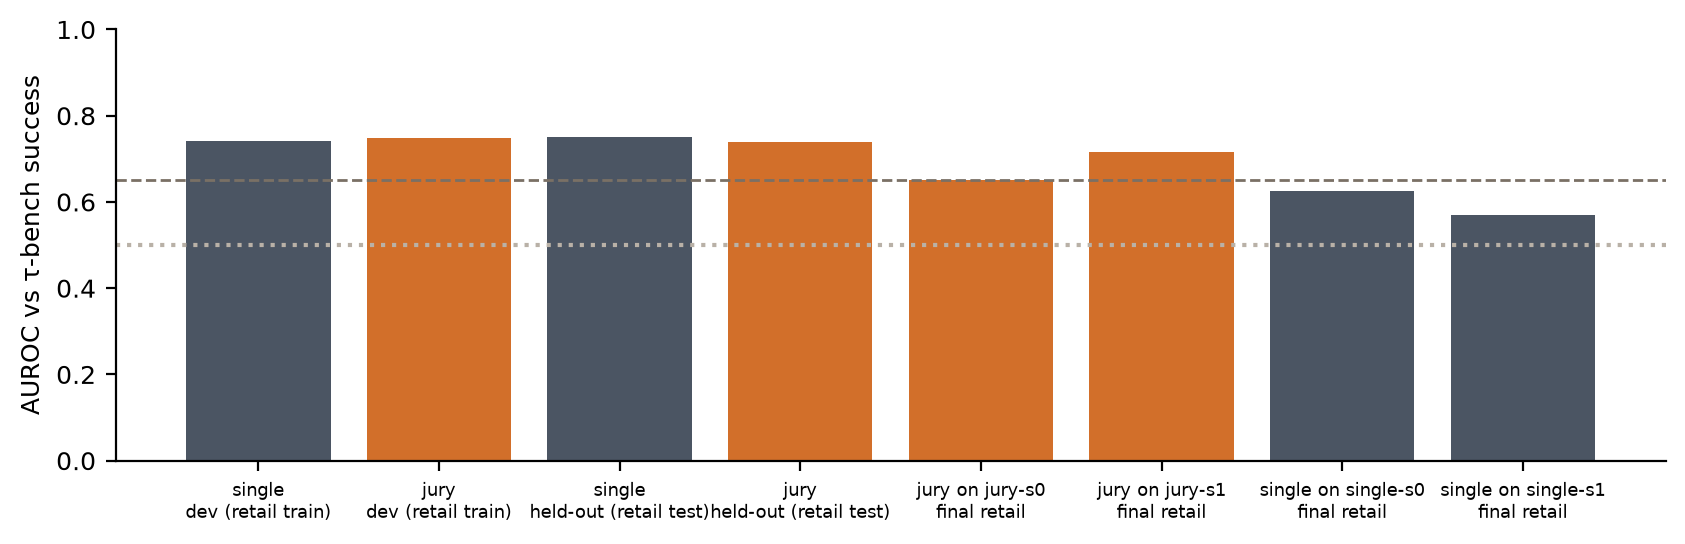 AUROC vs τ-bench success
1.0
0.8
0.6
0.4
0.2
0.0
single
dev (retail train)
jury
dev (retail train)
single
held-out (retail test)
jury
held-out (retail test)
jury on jury-s0
final retail
jury on jury-s1
final retail
single on single-s0
final retail
single on single-s1
final retail